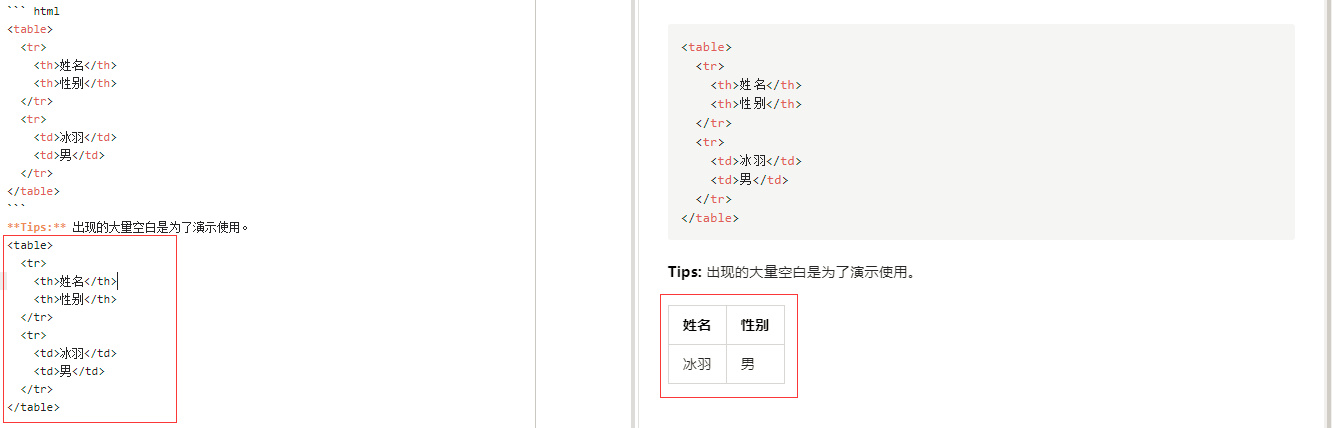 ``` html
<table>
  <tr>
    <th>姓名</th>
    <th>性别</th>
  </tr>
  <tr>
    <td>冰羽</td>
    <td>男</td>
  </tr>
</table>
```
**Tips:** 出现的大量空白是为了演示使用。
<table>
  <tr>
    <th>姓名</th>
    <th>性别</th>
  </tr>
  <tr>
    <td>冰羽</td>
    <td>男</td>
  </tr>
</table>
<table>
  <tr>
    <th>姓名</th>
    <th>性别</th>
  </tr>
  <tr>
    <td>冰羽</td>
    <td>男</td>
  </tr>
</table>
Tips: 出现的大量空白是为了演示使用。
姓名 性别
冰羽 男